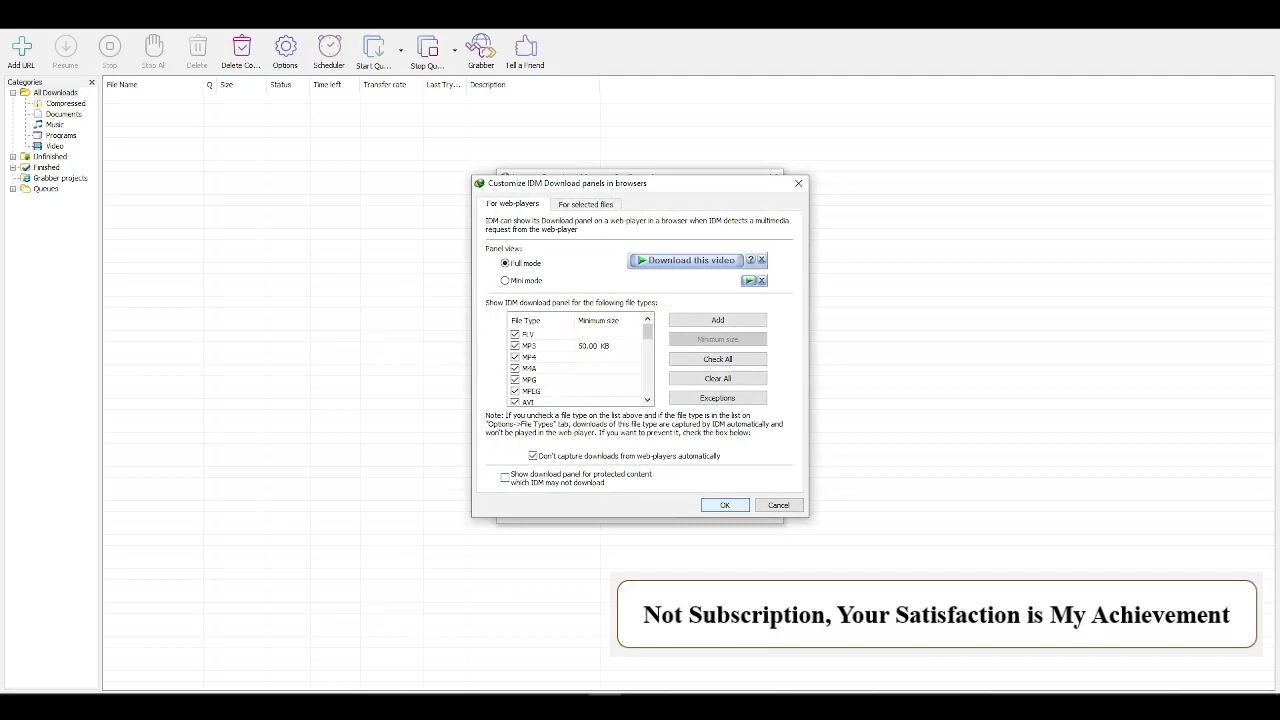 Add URL
Resume
Stop
Stop All
Delete
Delete Co...
Options
Scheduler
Start Qu...
Stop Qu...
Grabber
Tell a Friend
Categories
All Downloads
Compressed
Documents
Music
Programs
Video
Unfinished
Finished
Grabber projects
Queues
File Name Q Size Status Time left Transfer rate Last Try... Description
Customize IDM Download panels in browsers
For web-players For selected files
IDM can show its Download panel on a web-player in a browser when IDM detects a multimedia
request from the web-player
Panel view:
Full mode
Download this video ? X
Mini mode
X
Show IDM download panel for the following file types:
File Type Minimum size
FLV
MP3 50.00 KB
MP4
M4A
MPG
MPEG
AVI
Add
Minimum size
Check All
Clear All
Exceptions
Note: If you uncheck a file type on the list above and if the file type is in the list on
"Options->File Types" tab, downloads of this file type are captured by IDM automatically and
won't be played in the web-player. If you want to prevent it, check the box below:
Don't capture downloads from web-players automatically
Show download panel for protected content
which IDM may not download
OK Cancel
Not Subscription, Your Satisfaction is My Achievement